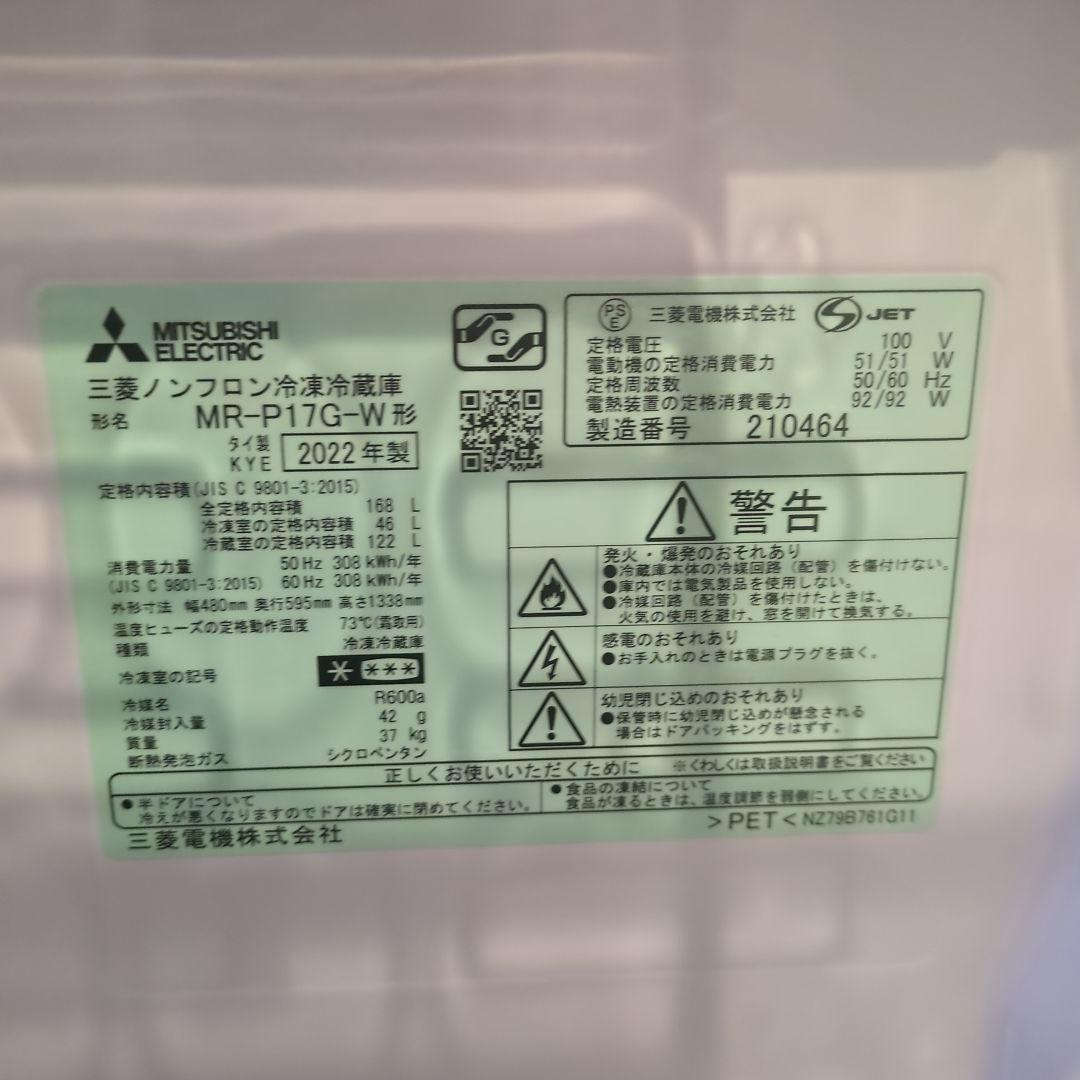 MITSUBISHI
ELECTRIC
三菱ノンフロン冷凍冷蔵庫
形名 MR-P17G-W形
タイ製
KYE 2022年製
定格内容積(JIS C 9801-3:2015)
全定格内容積 168 L
冷凍室の定格内容積 46 L
冷蔵室の定格内容積 122 L
消費電力量 50Hz 308 kWh/年
(JIS C 9801-3:2015) 60Hz 308 kWh/年
外形寸法 幅480mm 奥行595mm 高さ1338mm
温度ヒューズの定格動作温度 73℃(霜取用)
種類 冷凍冷蔵庫
冷凍室の記号 * ***
冷媒名 R600a
冷媒封入量 42 g
質量 37 kg
断熱発泡ガス シクロペンタン
G
PSE 三菱電機株式会社 S JET
定格電圧 100 V
電動機の定格消費電力 51/51 W
定格周波数 50/60 Hz
電熱装置の定格消費電力 92/92 W
製造番号 210464
警告
発火・爆発のおそれあり
●冷蔵庫本体の冷媒回路(配管)を傷付けない。
●庫内では電気製品を使用しない。
●冷媒回路(配管)を傷付けたときは、
火気の使用を避け、窓を開けて換気する。
感電のおそれあり
●お手入れのときは電源プラグを抜く。
幼児閉じ込めのおそれあり
●保管時に幼児閉じ込めが懸念される
場合はドアパッキングをはずす。
正しくお使いいただくために ※くわしくは取扱説明書をご覧ください
●半ドアについて
冷えが悪くなりますのでドアは確実に閉めてください。
●食品の凍結について
食品が凍るときは、温度調節を弱側にしてください。
三菱電機株式会社
>PET< NZ79B761G11